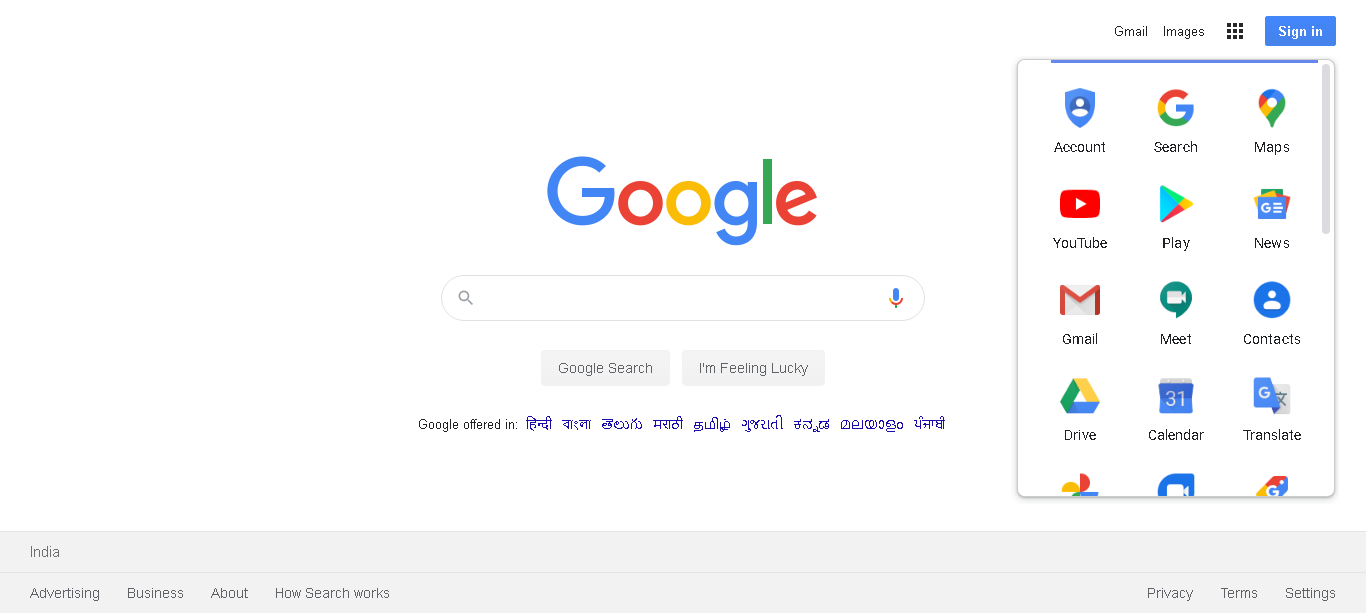 Gmail Images Sign in
Account Search Maps
Google
YouTube Play News
Gmail Meet Contacts
Google Search I'm Feeling Lucky
31
Drive Calendar Translate
Google offered in: हिन्दी বাংলা తెలుగు मराठी தமிழ் ગુજરાતી ಕನ್ನಡ മലയാളം ਪੰਜਾਬੀ
India
Advertising Business About How Search works Privacy Terms Settings